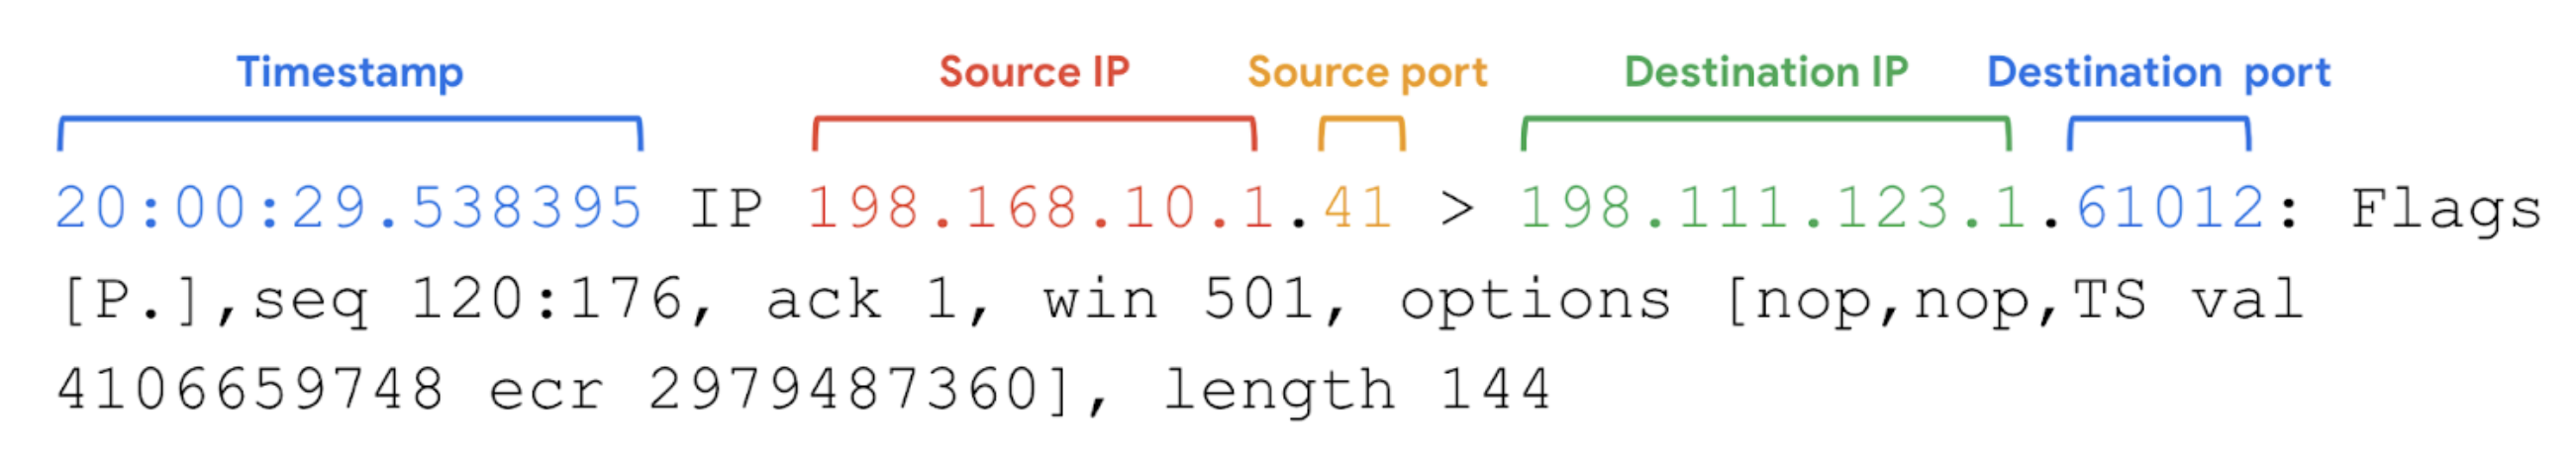 Timestamp Source IP Source port Destination IP Destination port
20:00:29.538395 IP 198.168.10.1.41 > 198.111.123.1.61012: Flags
[P.],seq 120:176, ack 1, win 501, options [nop,nop,TS val
4106659748 ecr 2979487360], length 144